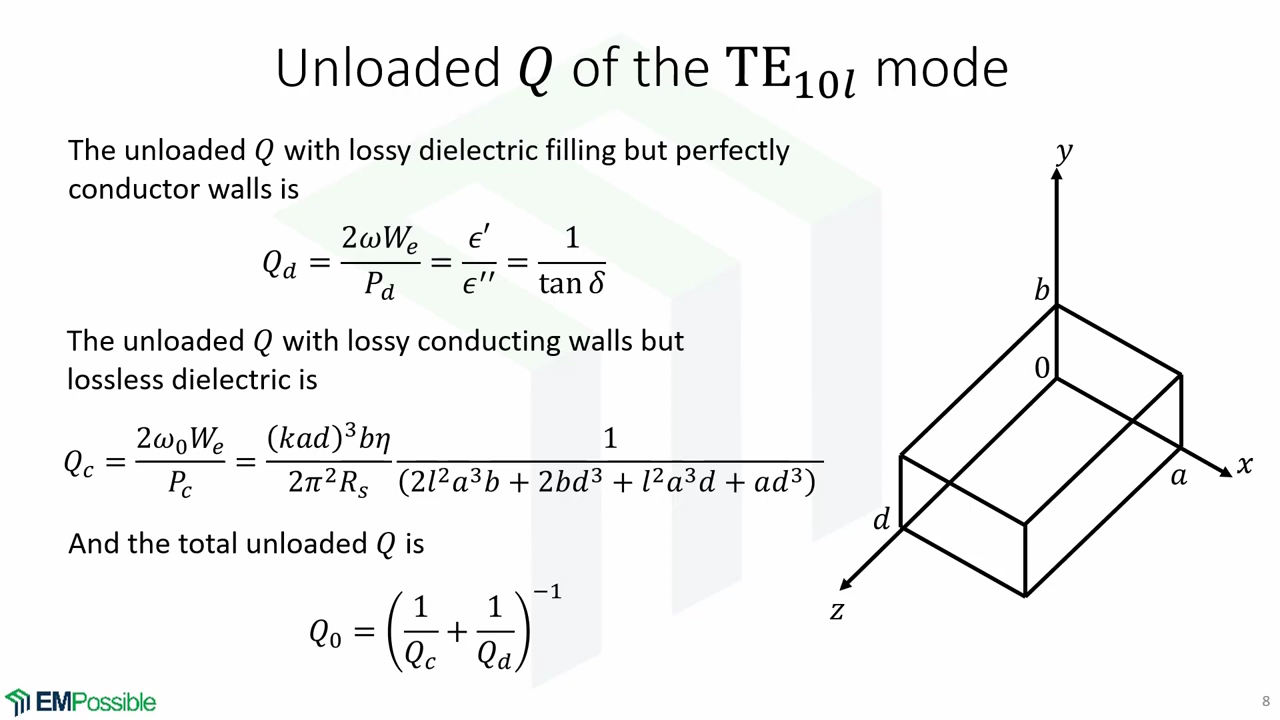 Unloaded Q of the TE₁₀ₗ mode
The unloaded Q with lossy dielectric filling but perfectly
conductor walls is
Q_d = 2ωW_e / P_d = ϵ′ / ϵ′′ = 1 / tan δ
The unloaded Q with lossy conducting walls but
lossless dielectric is
Q_c = 2ω₀W_e / P_c = (kad)³bη / 2π²R_s 1 / (2l²a³b + 2bd³ + l²a³d + ad³)
And the total unloaded Q is
Q₀ = (1 / Q_c + 1 / Q_d)⁻¹
y
b
0
x
a
d
z
EMPossible
8